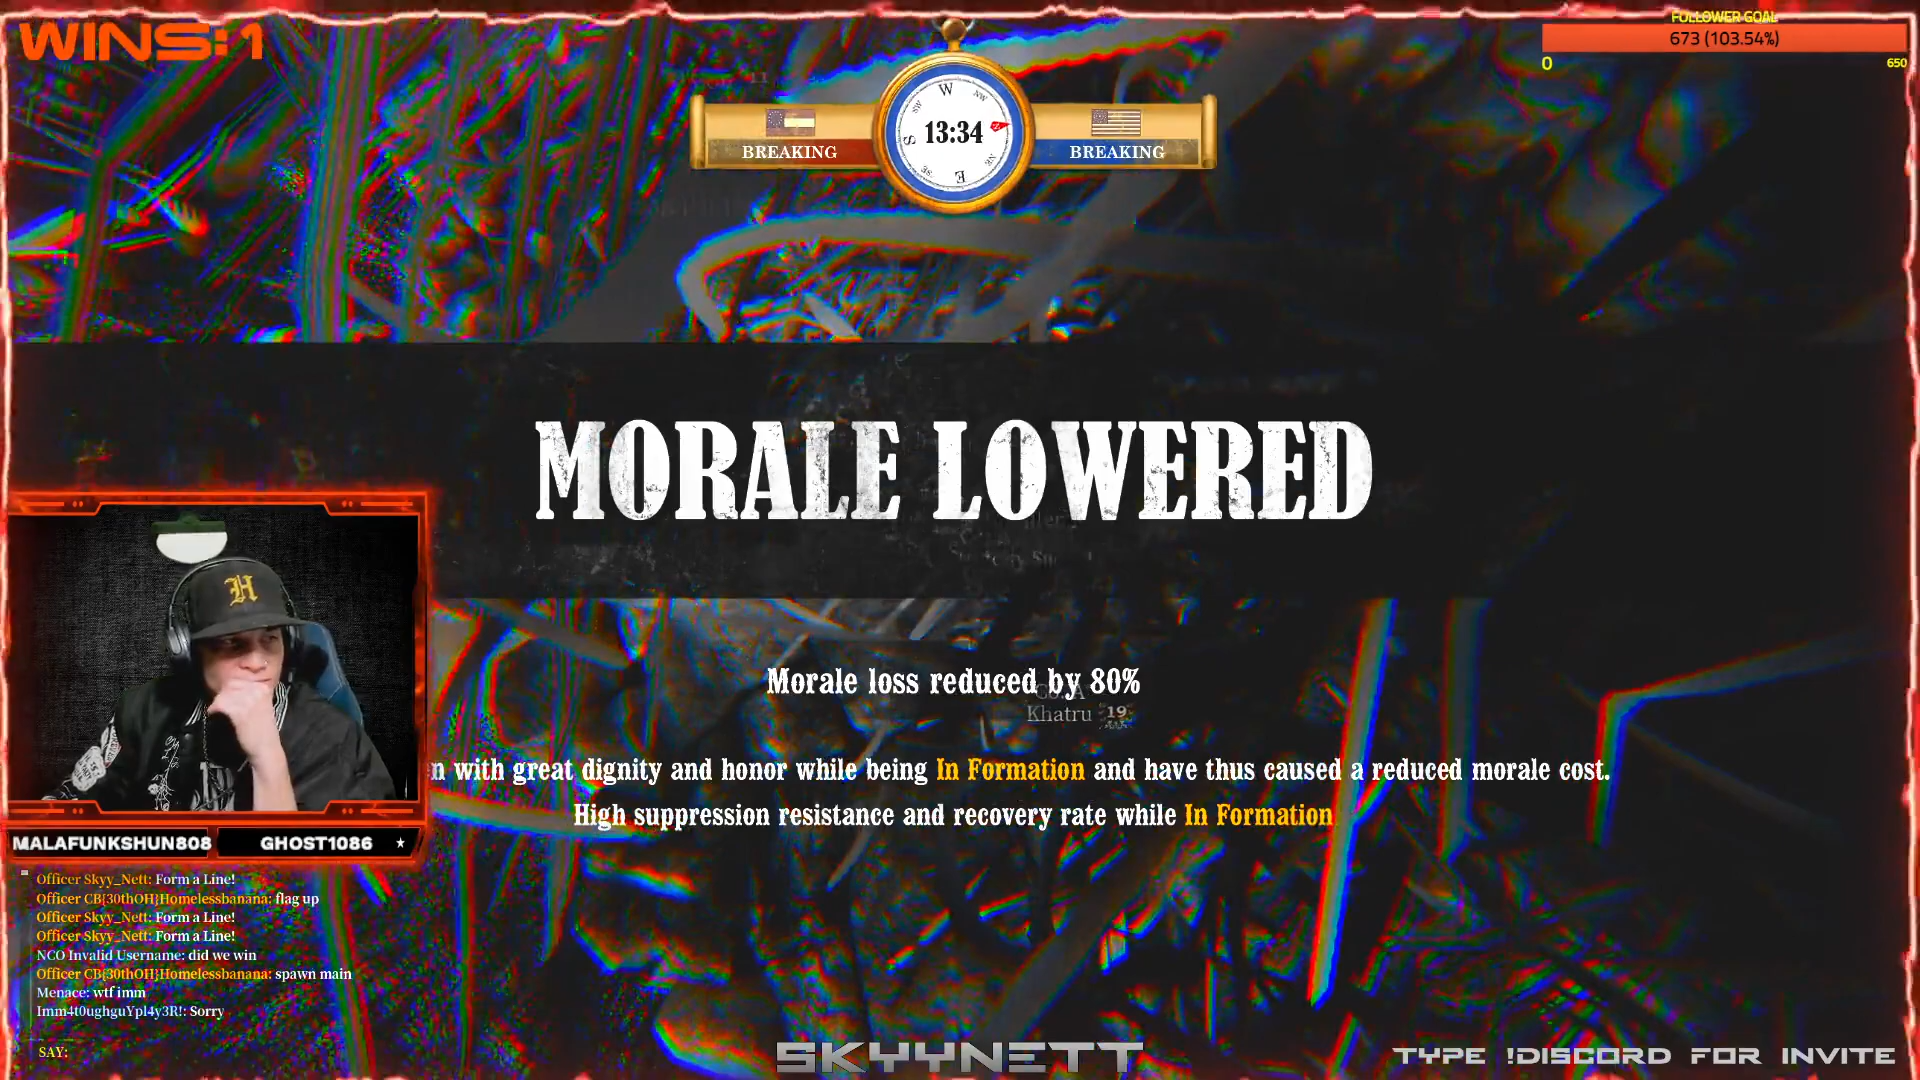 WINS: 1
FOLLOWER GOAL
673 (103.54%)
0
650
W
NW
SW
13:34
S
NE
SE
E
BREAKING
BREAKING
MORALE LOWERED
Morale loss reduced by 80%
Khatru 19
n with great dignity and honor while being In Formation and have thus caused a reduced morale cost.
High suppression resistance and recovery rate while In Formation
H
MALAFUNKSHUN808
GHOST1086
Officer Skyy_Nett: Form a Line!
Officer CB{30thOH}Homelessbanana: flag up
Officer Skyy_Nett: Form a Line!
Officer Skyy_Nett: Form a Line!
NCO Invalid Username: did we win
Officer CB{30thOH}Homelessbanana: spawn main
Menace: wtf imm
Imm4t0ughguYpl4y3R!: Sorry
SAY:
SKYYNETT
TYPE !DISCORD FOR INVITE